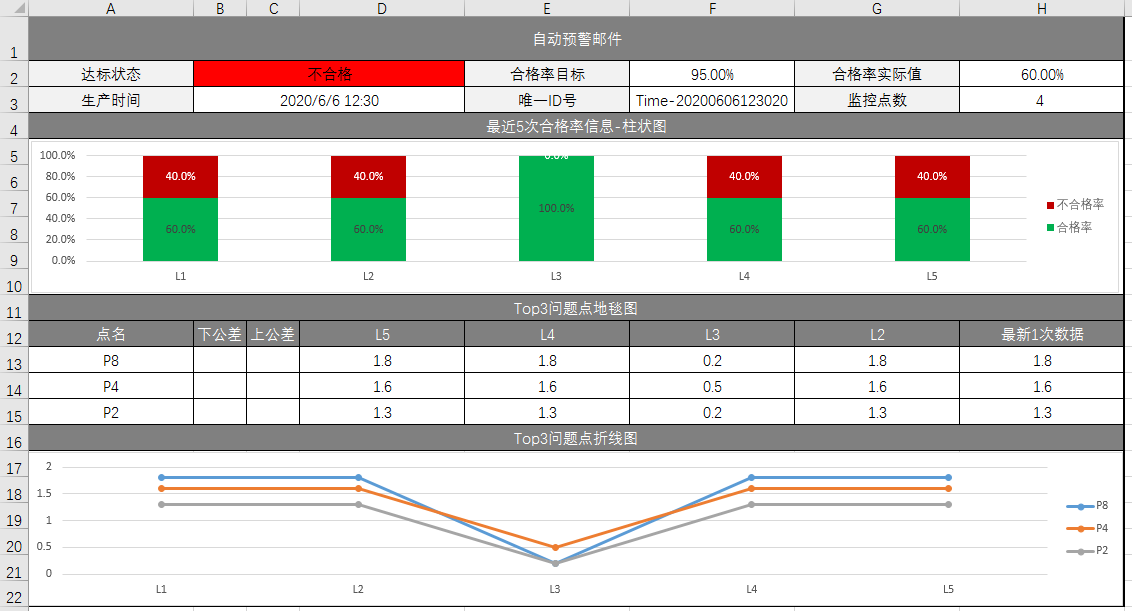 A B C D E F G H
1 自动预警邮件
2 达标状态 不合格 合格率目标 95.00% 合格率实际值 60.00%
3 生产时间 2020/6/6 12:30 唯一ID号 Time-20200606123020 监控点数 4
4 最近5次合格率信息-柱状图
5 100.0%
6 80.0%
7 60.0%
8 40.0%
9 20.0%
10 0.0%
40.0% 40.0% 0.0% 40.0% 40.0%
60.0% 60.0% 100.0% 60.0% 60.0%
不合格率
合格率
L1 L2 L3 L4 L5
11 Top3问题点地毯图
12 点名 下公差 上公差 L5 L4 L3 L2 最新1次数据
13 P8 1.8 1.8 0.2 1.8 1.8
14 P4 1.6 1.6 0.5 1.6 1.6
15 P2 1.3 1.3 0.2 1.3 1.3
16 Top3问题点折线图
17 2
18 1.5
19 1
20 0.5
21 0
22
P8
P4
P2
L1 L2 L3 L4 L5